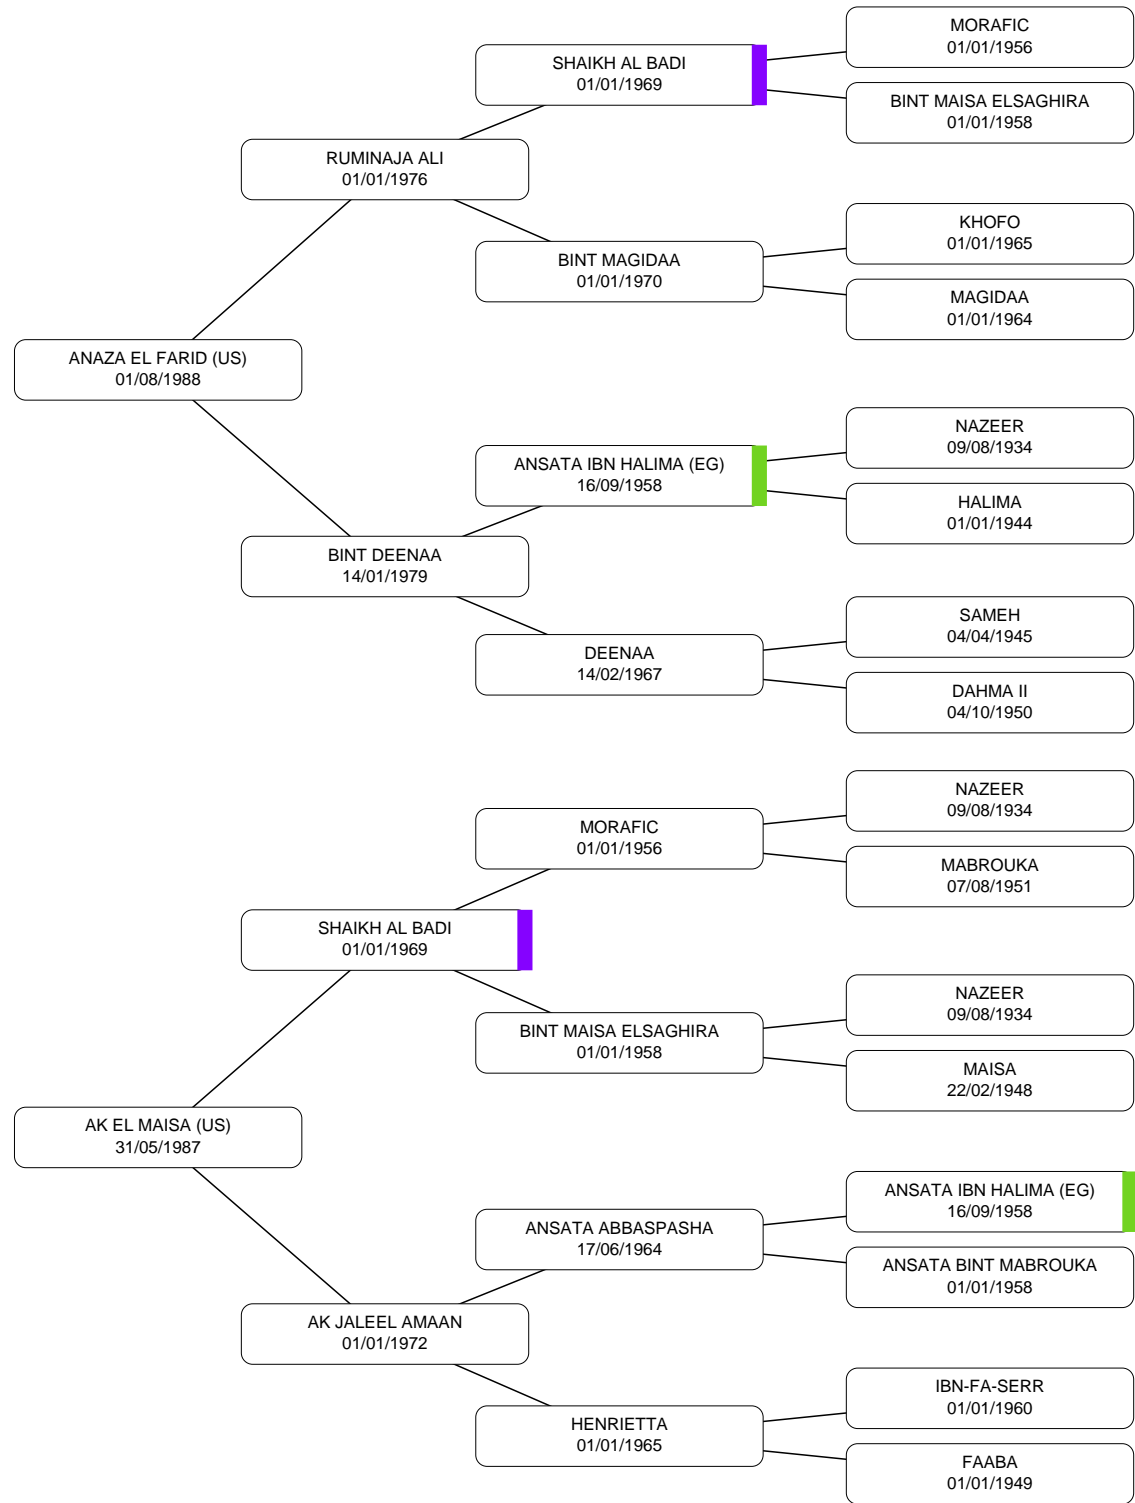 MORAFIC
01/01/1956
SHAIKH AL BADI
01/01/1969
BINT MAISA ELSAGHIRA
01/01/1958
RUMINAJA ALI
01/01/1976
KHOFO
01/01/1965
BINT MAGIDAA
01/01/1970
MAGIDAA
01/01/1964
ANAZA EL FARID (US)
01/08/1988
NAZEER
09/08/1934
ANSATA IBN HALIMA (EG)
16/09/1958
HALIMA
01/01/1944
BINT DEENAA
14/01/1979
SAMEH
04/04/1945
DEENAA
14/02/1967
DAHMA II
04/10/1950
NAZEER
09/08/1934
MORAFIC
01/01/1956
MABROUKA
07/08/1951
SHAIKH AL BADI
01/01/1969
NAZEER
09/08/1934
BINT MAISA ELSAGHIRA
01/01/1958
MAISA
22/02/1948
AK EL MAISA (US)
31/05/1987
ANSATA IBN HALIMA (EG)
16/09/1958
ANSATA ABBASPASHA
17/06/1964
ANSATA BINT MABROUKA
01/01/1958
AK JALEEL AMAAN
01/01/1972
IBN-FA-SERR
01/01/1960
HENRIETTA
01/01/1965
FAABA
01/01/1949